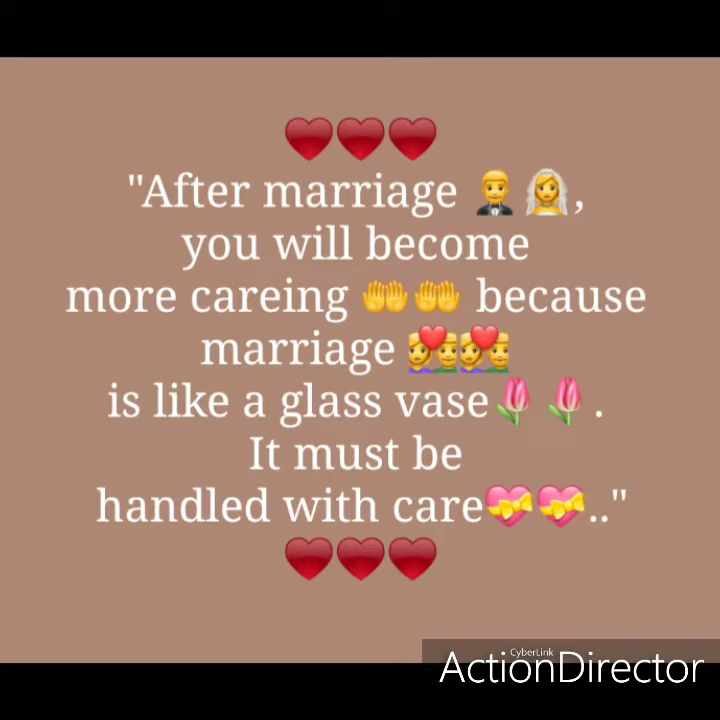 ❤️❤️❤️
"After marriage 🤵👰,
you will become
more careing 🤲🤲 because
marriage 💑💑
is like a glass vase🌷🌷.
It must be
handled with care💝💝.."
❤️❤️❤️
CyberLink
ActionDirector